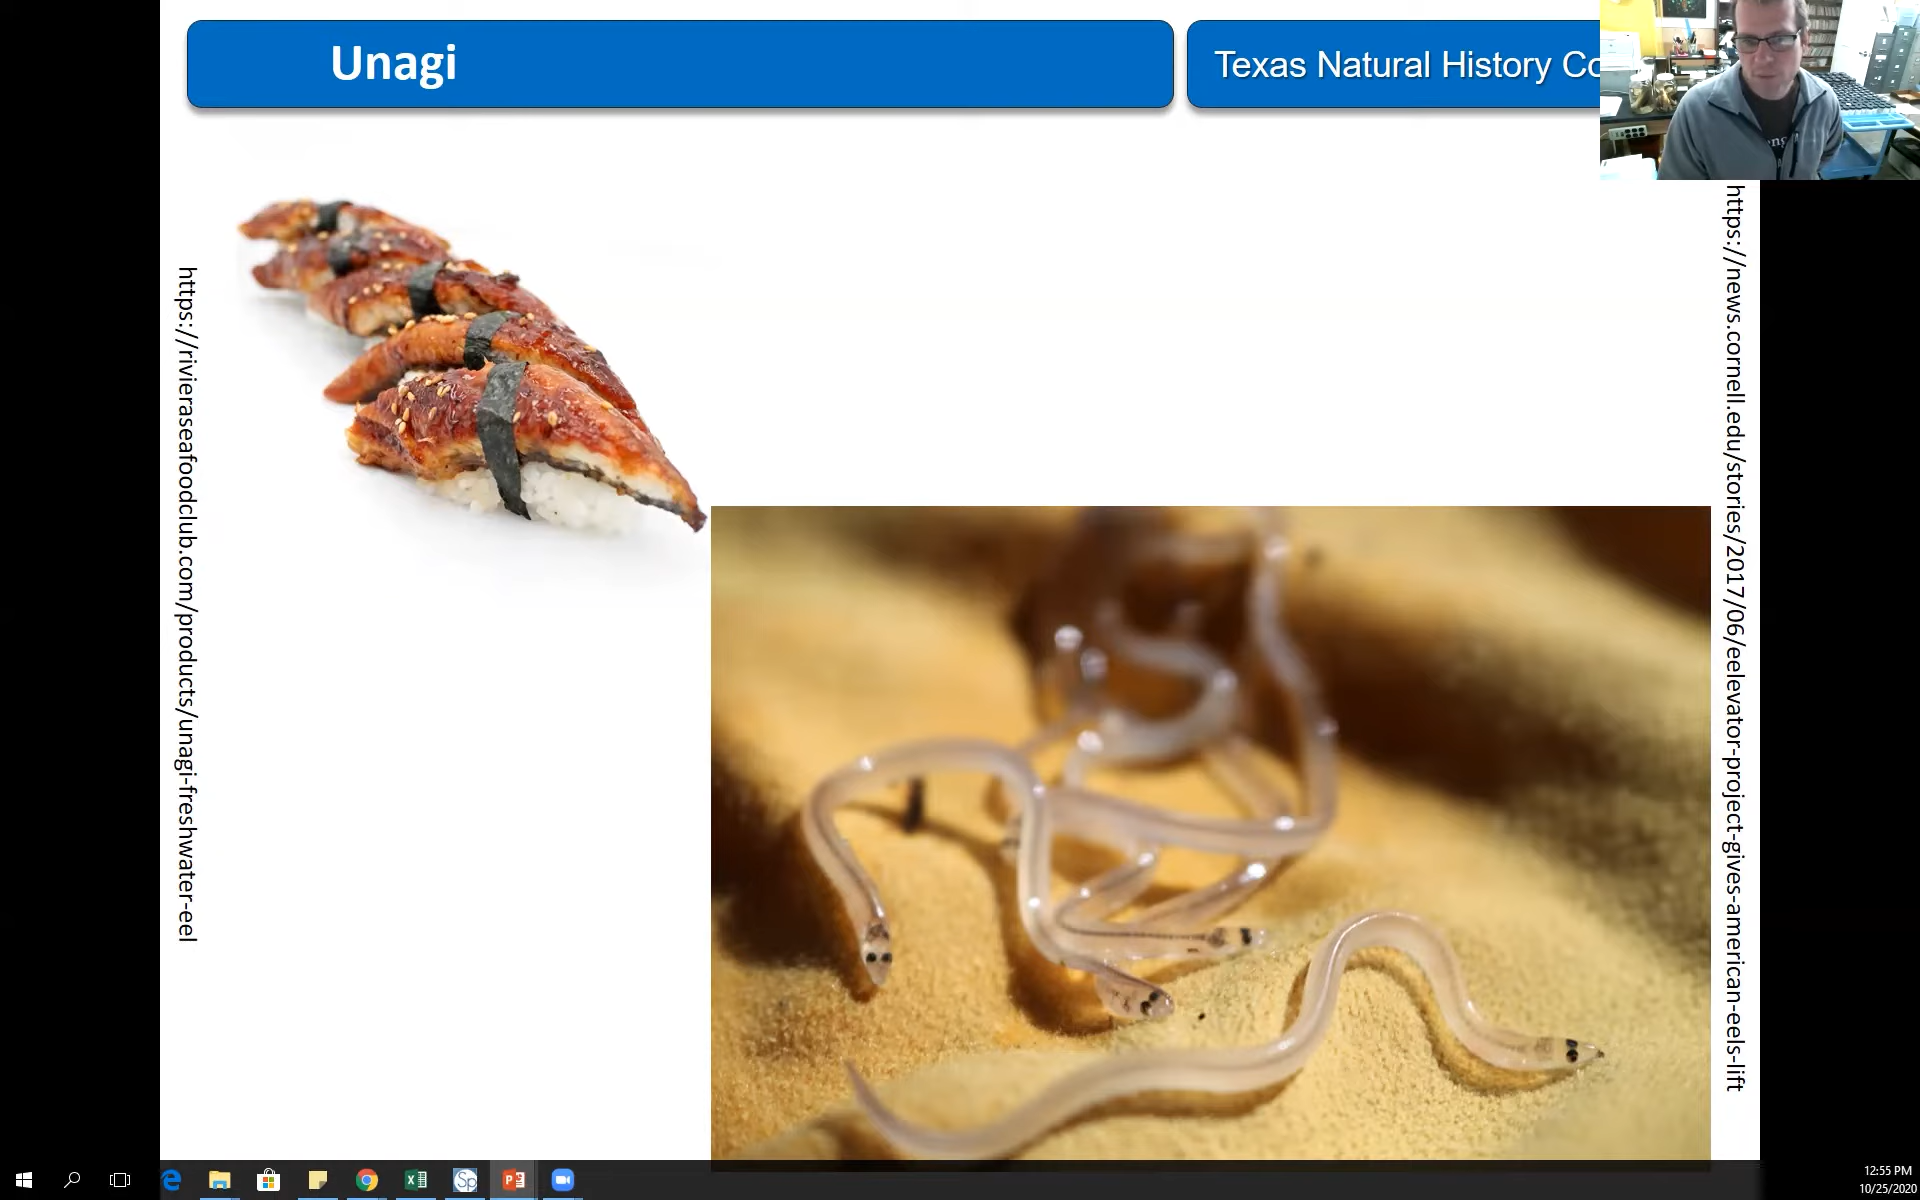 Unagi
Texas Natural History Co
https://rivieraseafoodclub.com/products/unagi-freshwater-eel
https://news.cornell.edu/stories/2017/06/eelevator-project-gives-american-eels-lift
Sp
12:55 PM
10/25/2020